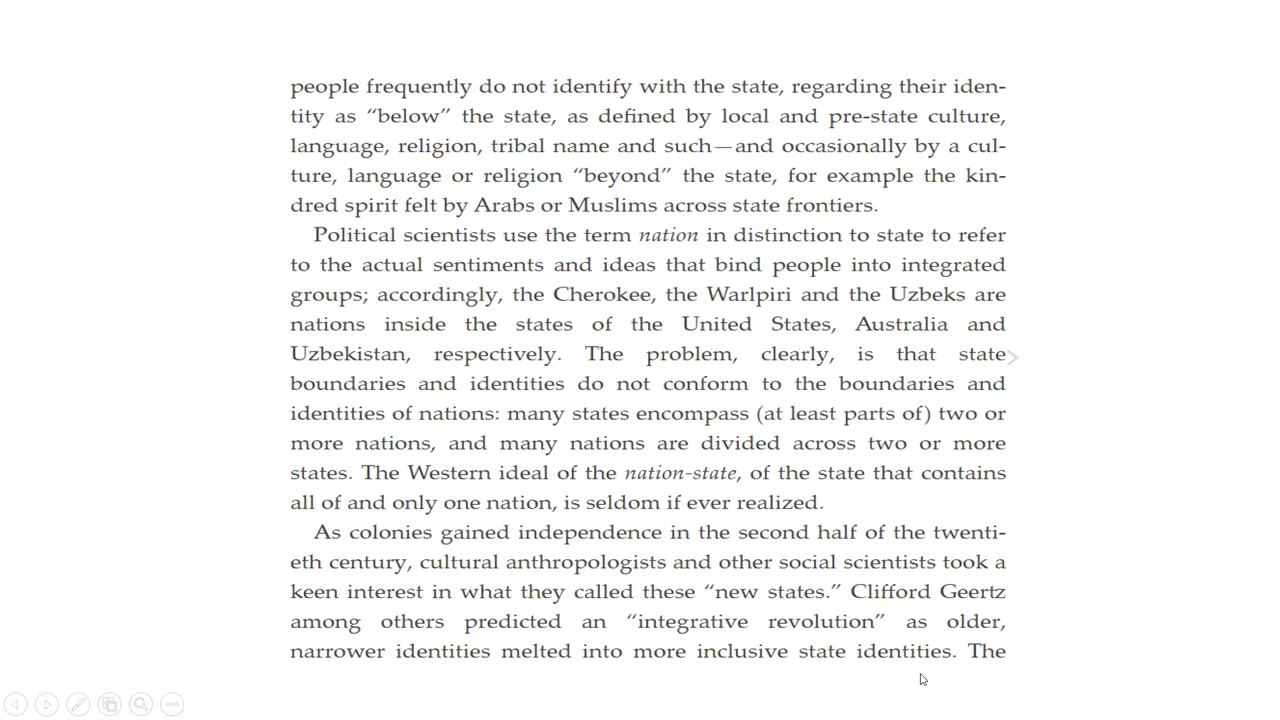 people frequently do not identify with the state, regarding their iden-
tity as “below” the state, as defined by local and pre-state culture,
language, religion, tribal name and such—and occasionally by a cul-
ture, language or religion “beyond” the state, for example the kin-
dred spirit felt by Arabs or Muslims across state frontiers.
Political scientists use the term nation in distinction to state to refer
to the actual sentiments and ideas that bind people into integrated
groups; accordingly, the Cherokee, the Warlpiri and the Uzbeks are
nations inside the states of the United States, Australia and
Uzbekistan, respectively. The problem, clearly, is that state
boundaries and identities do not conform to the boundaries and
identities of nations: many states encompass (at least parts of) two or
more nations, and many nations are divided across two or more
states. The Western ideal of the nation-state, of the state that contains
all of and only one nation, is seldom if ever realized.
As colonies gained independence in the second half of the twenti-
eth century, cultural anthropologists and other social scientists took a
keen interest in what they called these “new states.” Clifford Geertz
among others predicted an “integrative revolution” as older,
narrower identities melted into more inclusive state identities. The